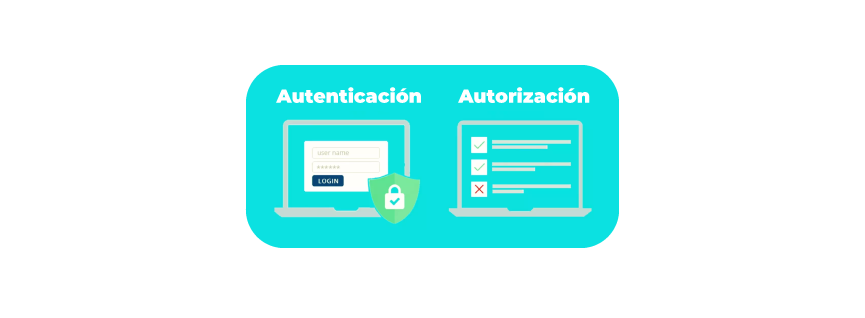 Autenticación
Autorización
user name
******
LOGIN